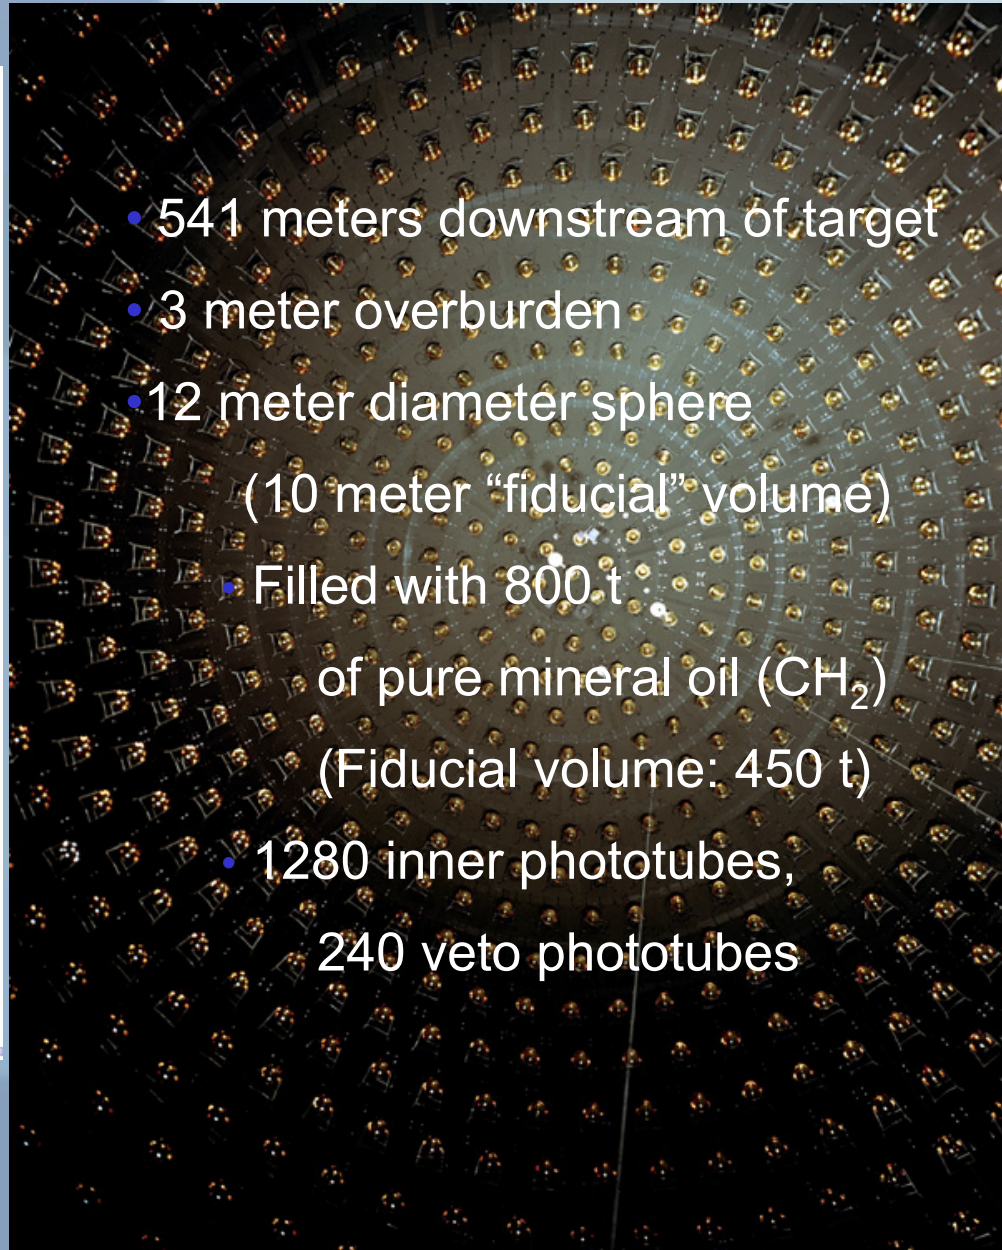 • 541 meters downstream of target
• 3 meter overburden
•12 meter diameter sphere
(10 meter “fiducial” volume)
• Filled with 800 t
of pure mineral oil (CH₂)
(Fiducial volume: 450 t)
• 1280 inner phototubes,
240 veto phototubes